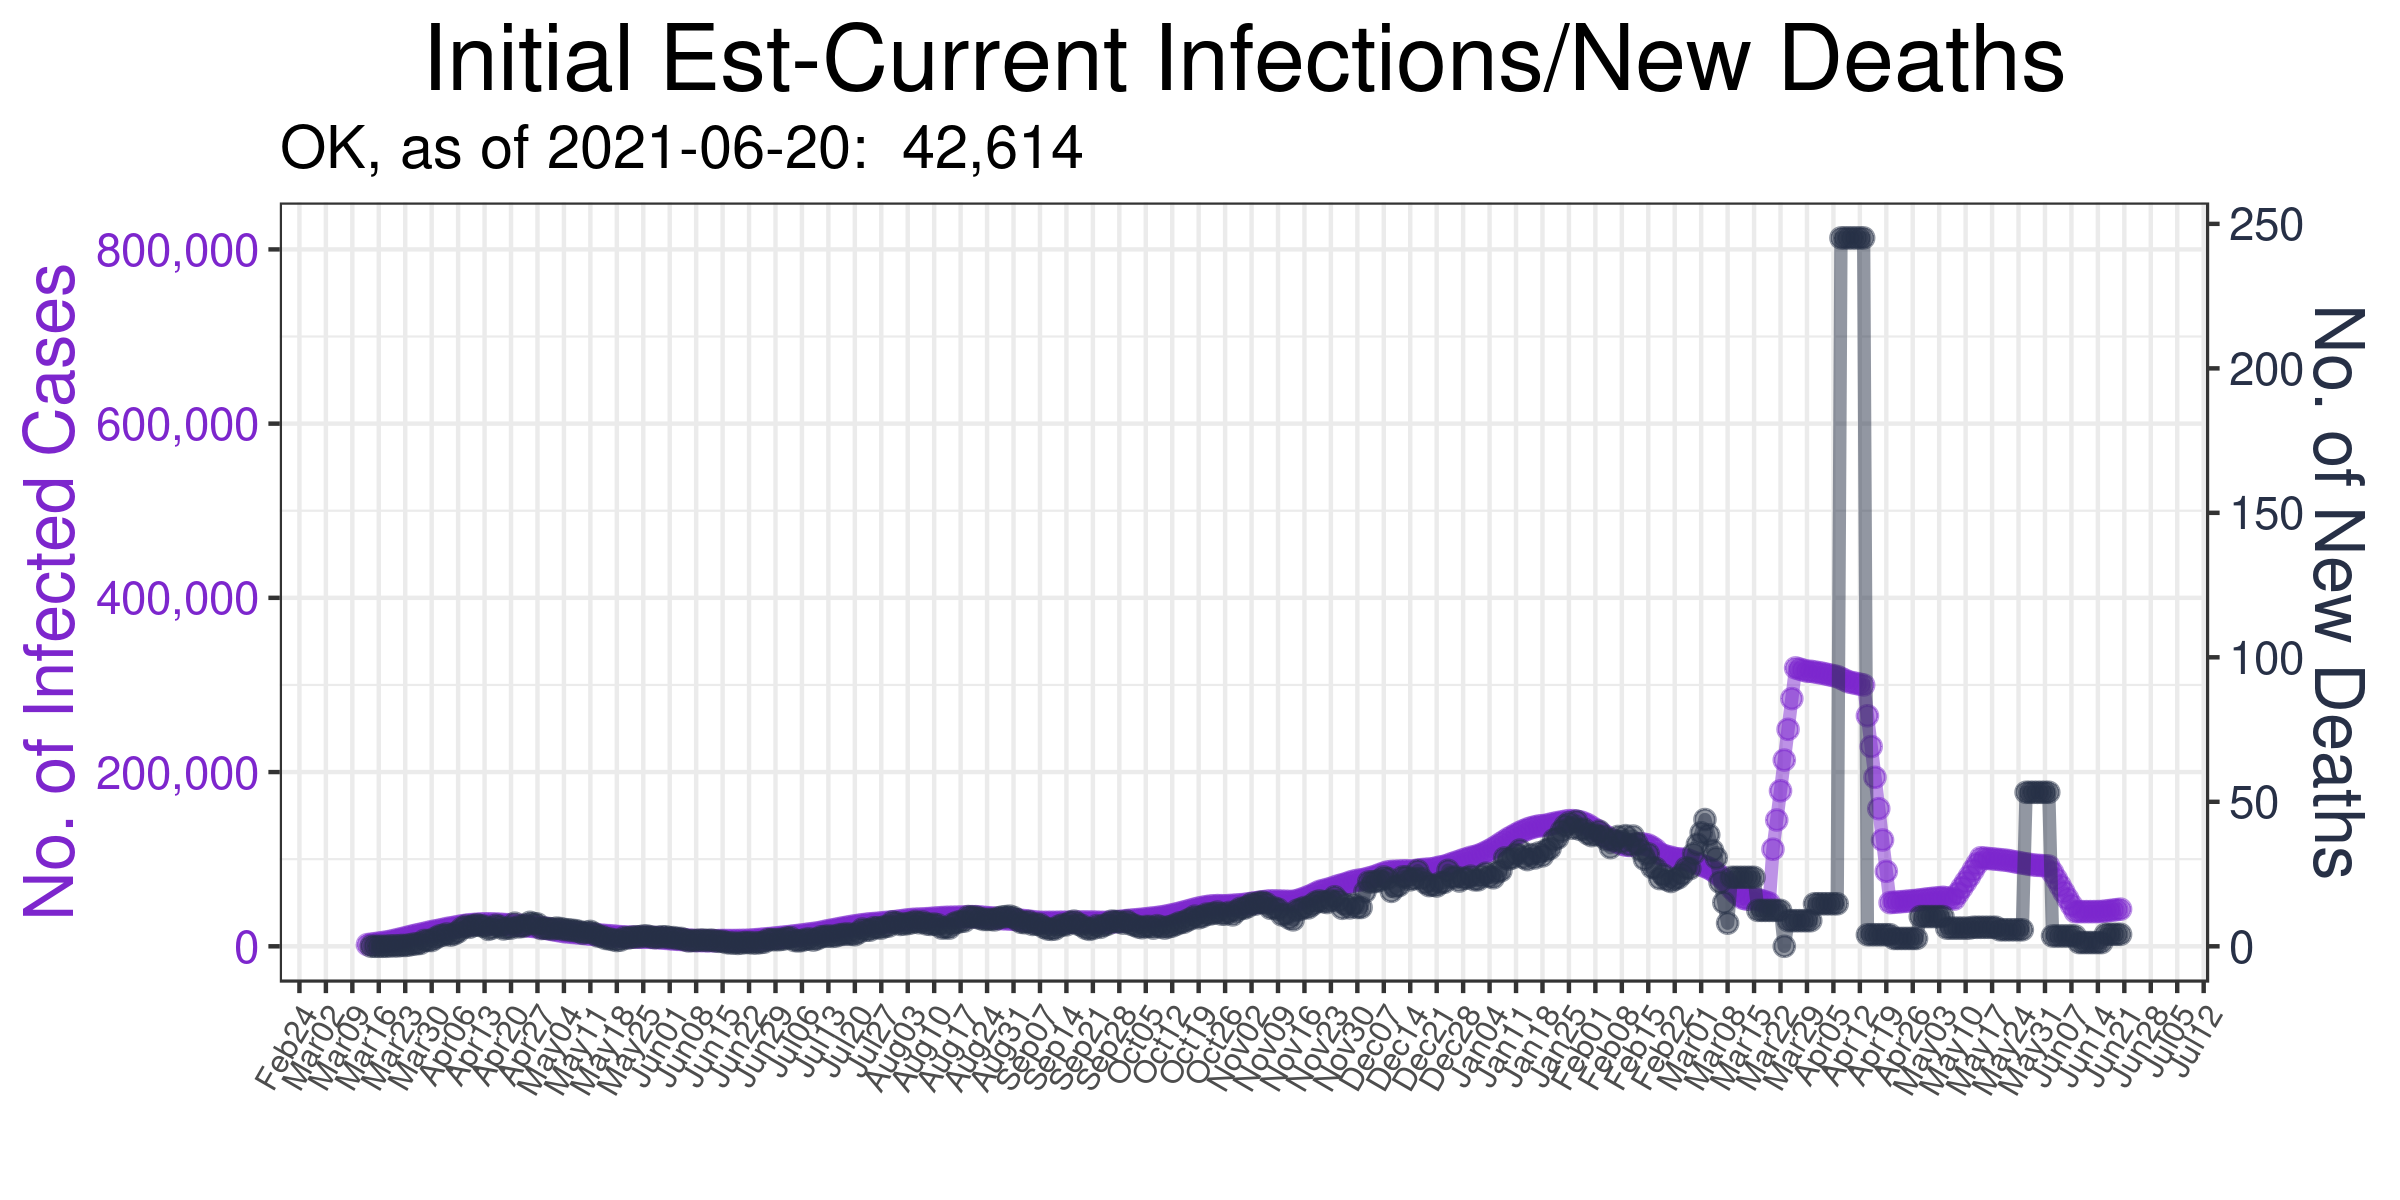 Initial Est-Current Infections/New Deaths
OK, as of 2021-06-20: 42,614
No. of Infected Cases
800,000
600,000
400,000
200,000
0
250
200
150
100
50
0
No. of New Deaths
Feb24
Mar02
Mar09
Mar16
Mar23
Mar30
Apr06
Apr13
Apr20
Apr27
May04
May11
May18
May25
Jun01
Jun08
Jun15
Jun22
Jun29
Jul06
Jul13
Jul20
Jul27
Aug03
Aug10
Aug17
Aug24
Aug31
Sep07
Sep14
Sep21
Sep28
Oct05
Oct12
Oct19
Oct26
Nov02
Nov09
Nov16
Nov23
Nov30
Dec07
Dec14
Dec21
Dec28
Jan04
Jan11
Jan18
Jan25
Feb01
Feb08
Feb15
Feb22
Mar01
Mar08
Mar15
Mar22
Mar29
Apr05
Apr12
Apr19
Apr26
May03
May10
May17
May24
May31
Jun07
Jun14
Jun21
Jun28
Jul05
Jul12